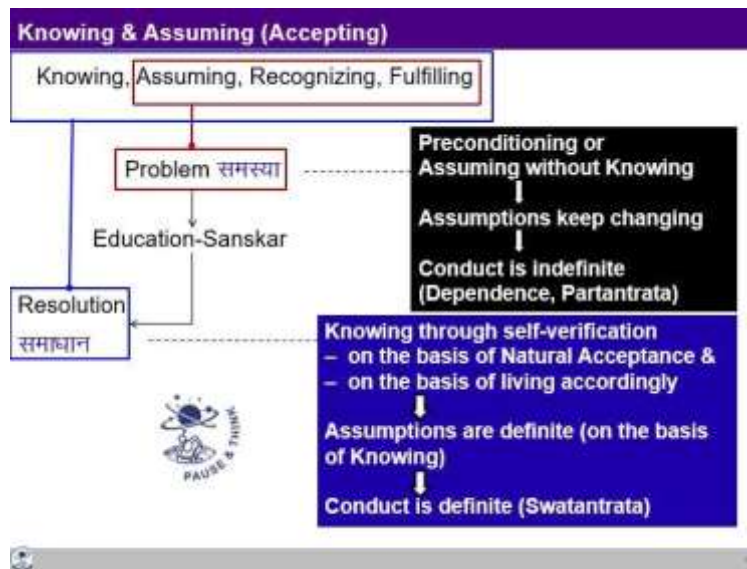 Knowing & Assuming (Accepting)
Knowing, Assuming, Recognizing, Fulfilling
Problem समस्या
Education-Sanskar
Resolution
समाधान
Preconditioning or
Assuming without Knowing
Assumptions keep changing
Conduct is indefinite
(Dependence, Partantrata)
Knowing through self-verification
– on the basis of Natural Acceptance &
– on the basis of living accordingly
Assumptions are definite (on the basis
of Knowing)
Conduct is definite (Swatantrata)
PAUSE & THINK